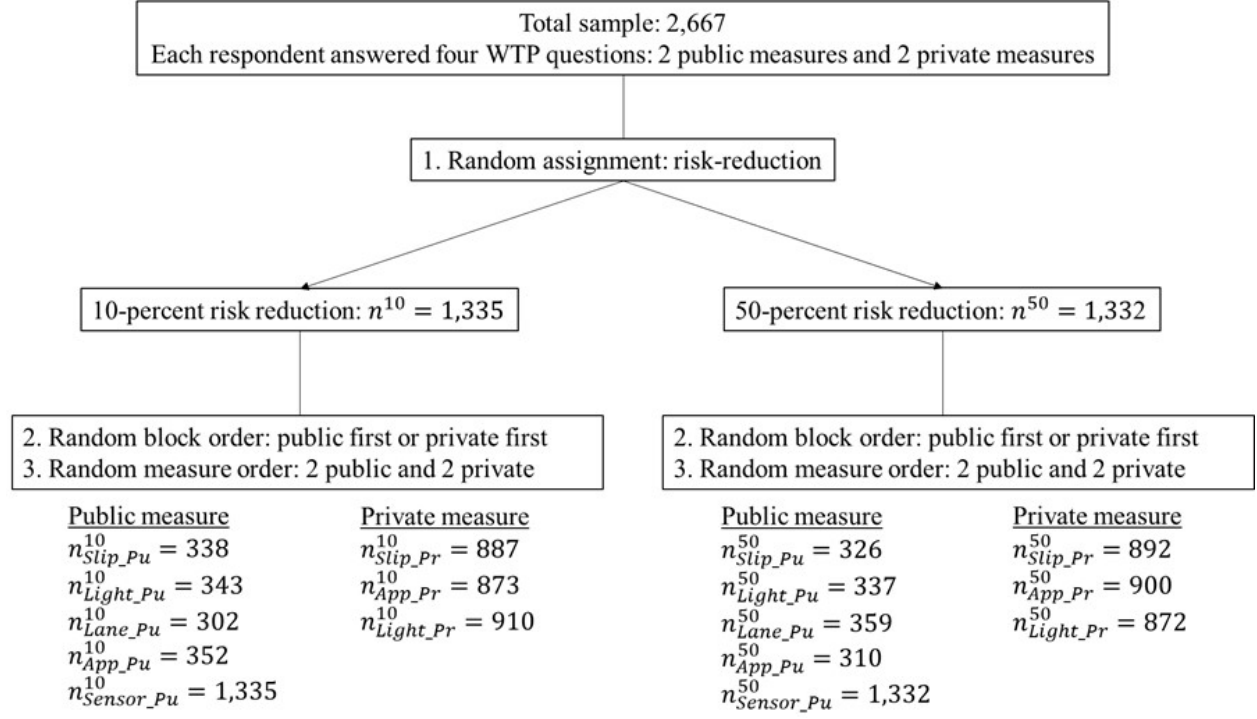 Total sample: 2,667
Each respondent answered four WTP questions: 2 public measures and 2 private measures
1. Random assignment: risk-reduction
10-percent risk reduction: n^10 = 1,335
50-percent risk reduction: n^50 = 1,332
2. Random block order: public first or private first
3. Random measure order: 2 public and 2 private
Public measure
n^10_Slip_Pu = 338
n^10_Light_Pu = 343
n^10_Lane_Pu = 302
n^10_App_Pu = 352
n^10_Sensor_Pu = 1,335
Private measure
n^10_Slip_Pr = 887
n^10_App_Pr = 873
n^10_Light_Pr = 910
2. Random block order: public first or private first
3. Random measure order: 2 public and 2 private
Public measure
n^50_Slip_Pu = 326
n^50_Light_Pu = 337
n^50_Lane_Pu = 359
n^50_App_Pu = 310
n^50_Sensor_Pu = 1,332
Private measure
n^50_Slip_Pr = 892
n^50_App_Pr = 900
n^50_Light_Pr = 872